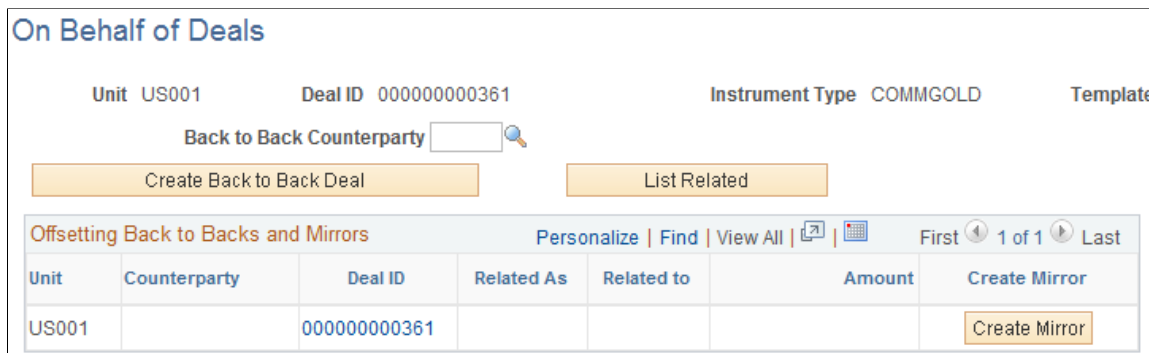 On Behalf of Deals
Unit US001 Deal ID 000000000361 Instrument Type COMMGOLD Template
Back to Back Counterparty
Create Back to Back Deal List Related
Offsetting Back to Backs and Mirrors Personalize | Find | View All | | First 1 of 1 Last
Unit Counterparty Deal ID Related As Related to Amount Create Mirror
US001 000000000361 Create Mirror